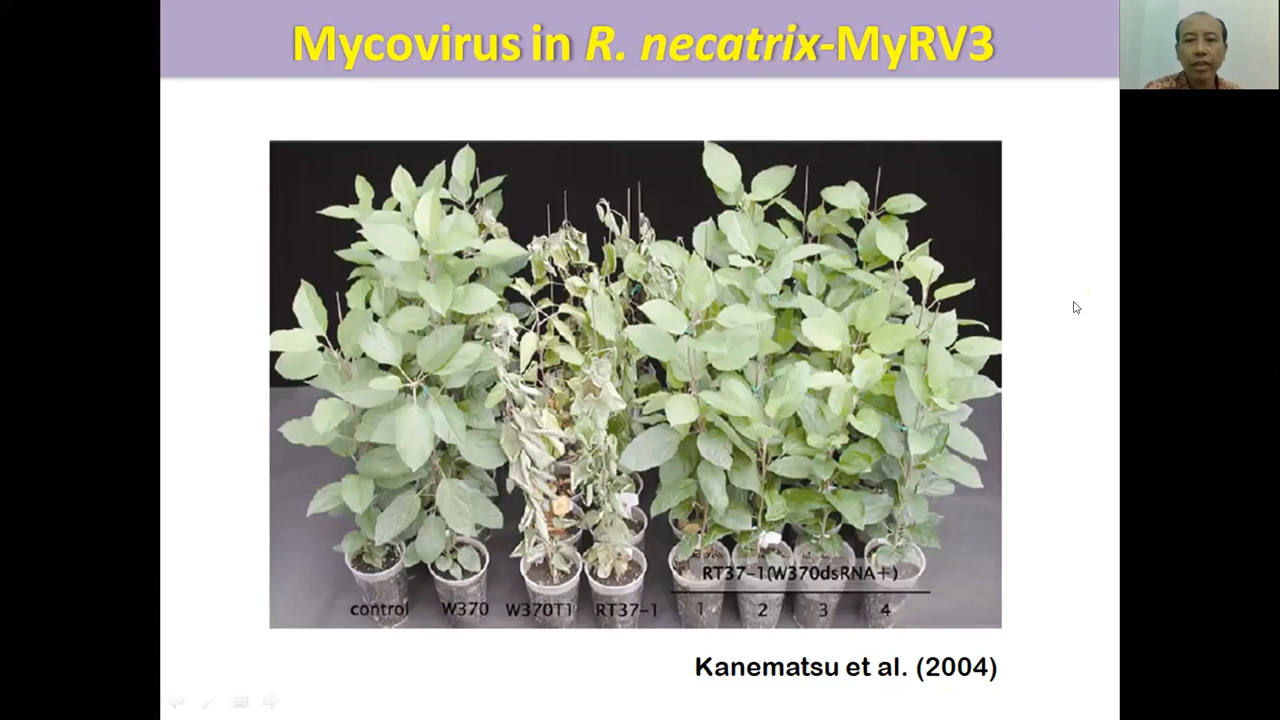 Mycovirus in R. necatrix-MyRV3
RT37-1(W370dsRNA+)
control W370 W370T1 RT37-1 1 2 3 4
Kanematsu et al. (2004)